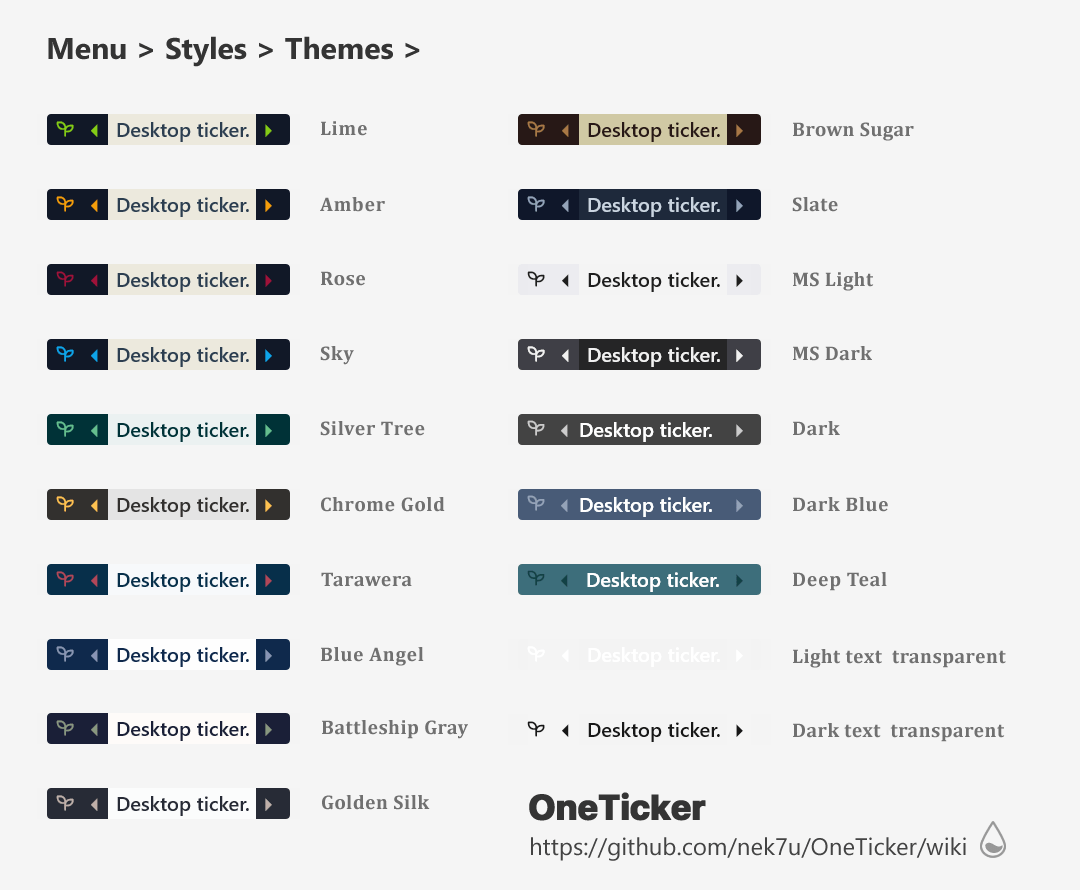 Menu > Styles > Themes >
Desktop ticker. Lime
Desktop ticker. Amber
Desktop ticker. Rose
Desktop ticker. Sky
Desktop ticker. Silver Tree
Desktop ticker. Chrome Gold
Desktop ticker. Tarawera
Desktop ticker. Blue Angel
Desktop ticker. Battleship Gray
Desktop ticker. Golden Silk
Desktop ticker. Brown Sugar
Desktop ticker. Slate
Desktop ticker. MS Light
Desktop ticker. MS Dark
Desktop ticker. Dark
Desktop ticker. Dark Blue
Desktop ticker. Deep Teal
Desktop ticker. Light text transparent
Desktop ticker. Dark text transparent
OneTicker
https://github.com/nek7u/OneTicker/wiki